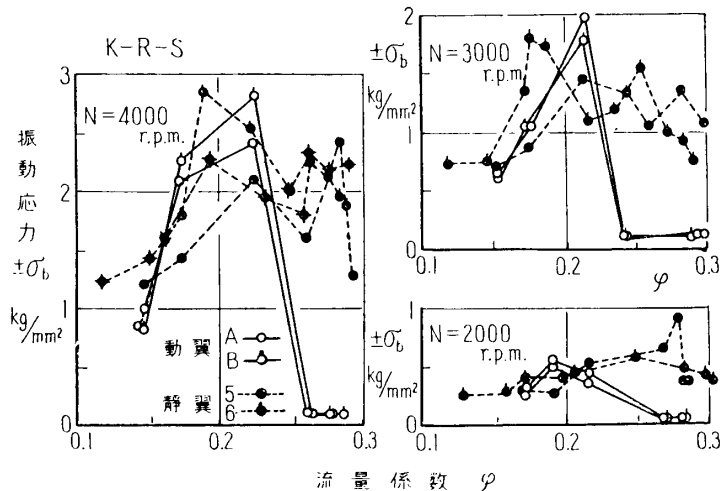 K-R-S
N=4000
r.p.m.
3
2
1
0
振動応力
±σb
kg/mm²
動翼
A
B
静翼
5
6
0.1
0.2
0.3
2
±σb
kg/mm²
1
0
N=3000
r.p.m.
0.1
0.2
φ
0.3
1
±σb
kg/mm²
0
N=2000
r.p.m.
0.1
0.2
0.3
流量係数 φ